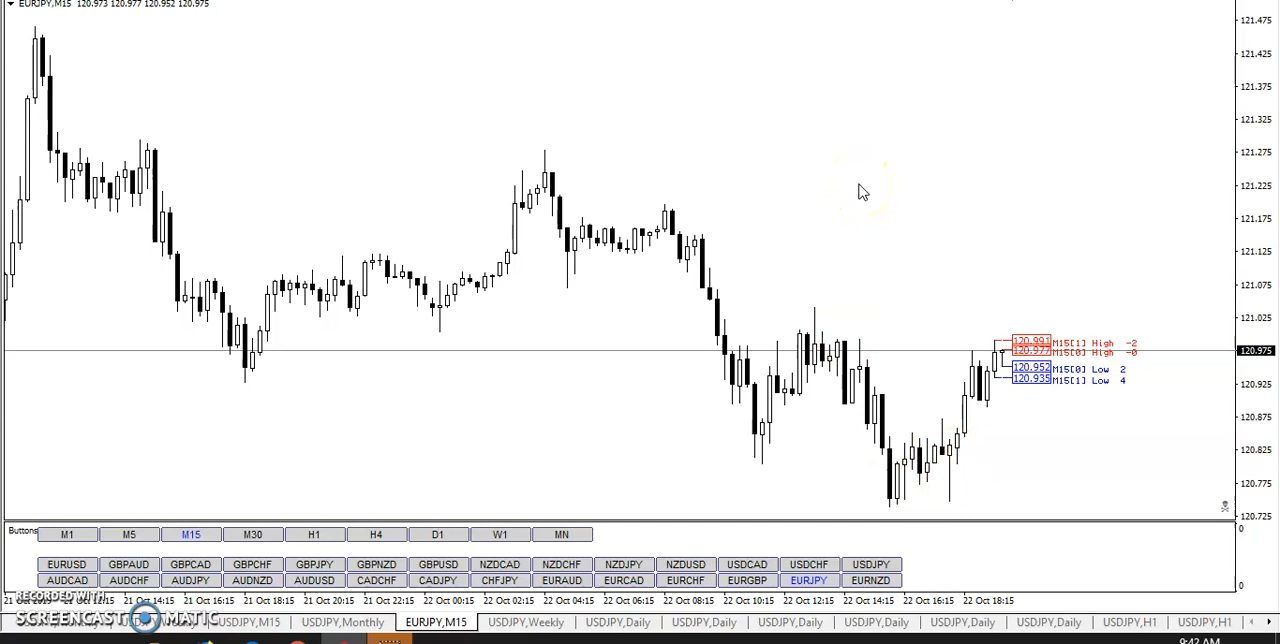 EURJPY,M15 120.973 120.977 120.952 120.975
121.475
121.425
121.375
121.325
121.275
121.225
121.175
121.125
121.075
121.025
120.991 M15[1] High -2
120.977 M15[0] High -0
120.975
120.952 M15[0] Low 2
120.935 M15[1] Low 4
120.925
120.875
120.825
120.775
120.725
Buttons M1 M5 M15 M30 H1 H4 D1 W1 MN
0
EURUSD GBPAUD GBPCAD GBPCHF GBPJPY GBPNZD GBPUSD NZDCAD NZDCHF NZDJPY NZDUSD USDCAD USDCHF USDJPY
AUDCAD AUDCHF AUDJPY AUDNZD AUDUSD CADCHF CADJPY CHFJPY EURAUD EURCAD EURCHF EURGBP EURJPY EURNZD
0
RECORDED WITH
21 Oct 14:15 21 Oct 16:15 21 Oct 18:15 21 Oct 20:15 21 Oct 22:15 22 Oct 00:15 22 Oct 02:15 22 Oct 04:15 22 Oct 06:15 22 Oct 08:15 22 Oct 10:15 22 Oct 12:15 22 Oct 14:15 22 Oct 16:15 22 Oct 18:15
SCREENCAST MATIC
USDJPY,M15 USDJPY,Monthly EURJPY,M15 USDJPY,Weekly USDJPY,Daily USDJPY,Daily USDJPY,Daily USDJPY,Daily USDJPY,Daily USDJPY,Daily USDJPY,H1 USDJPY,H1
9:42 AM